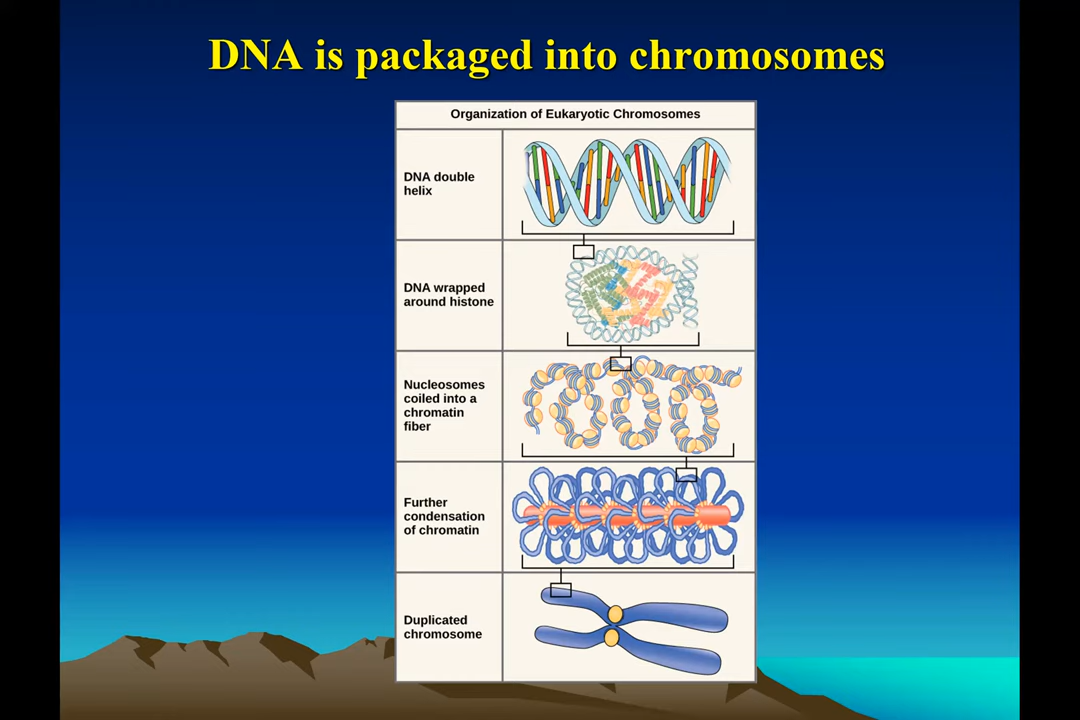 DNA is packaged into chromosomes
Organization of Eukaryotic Chromosomes
DNA double
helix
DNA wrapped
around histone
Nucleosomes
coiled into a
chromatin
fiber
Further
condensation
of chromatin
Duplicated
chromosome